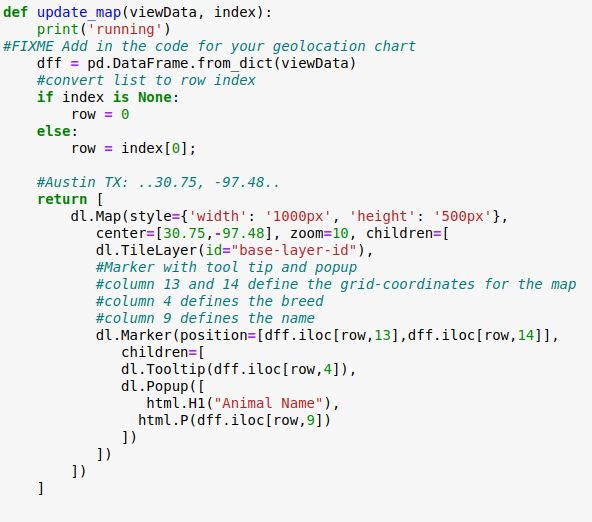 def update_map(viewData, index):
    print('running')
#FIXME Add in the code for your geolocation chart
    dff = pd.DataFrame.from_dict(viewData)
    #convert list to row index
    if index is None:
        row = 0
    else:
        row = index[0];
    #Austin TX: ..30.75, -97.48..
    return [
        dl.Map(style={'width': '1000px', 'height': '500px'},
           center=[30.75,-97.48], zoom=10, children=[
           dl.TileLayer(id="base-layer-id"),
           #Marker with tool tip and popup
           #column 13 and 14 define the grid-coordinates for the map
           #column 4 defines the breed
           #column 9 defines the name
           dl.Marker(position=[dff.iloc[row,13],dff.iloc[row,14]],
              children=[
              dl.Tooltip(dff.iloc[row,4]),
              dl.Popup([
                 html.H1("Animal Name"),
                html.P(dff.iloc[row,9])
              ])
           ])
        ])
    ]